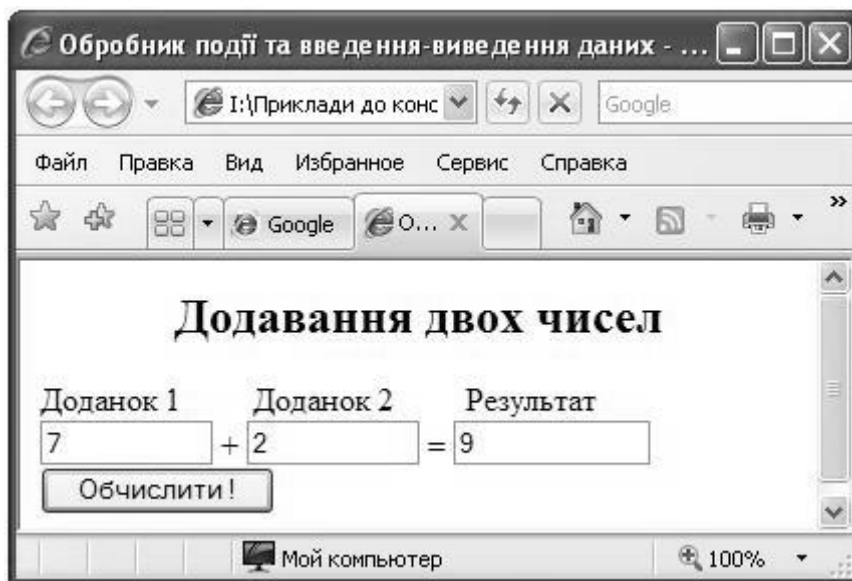 Обробник події та введення-виведення даних - ...
I:\Приклади до конс Google
Файл Правка Вид Избранное Сервис Справка
Google О... »
Додавання двох чисел
Доданок 1 Доданок 2 Результат
7 + 2 = 9
Обчислити!
Мой компьютер 100%